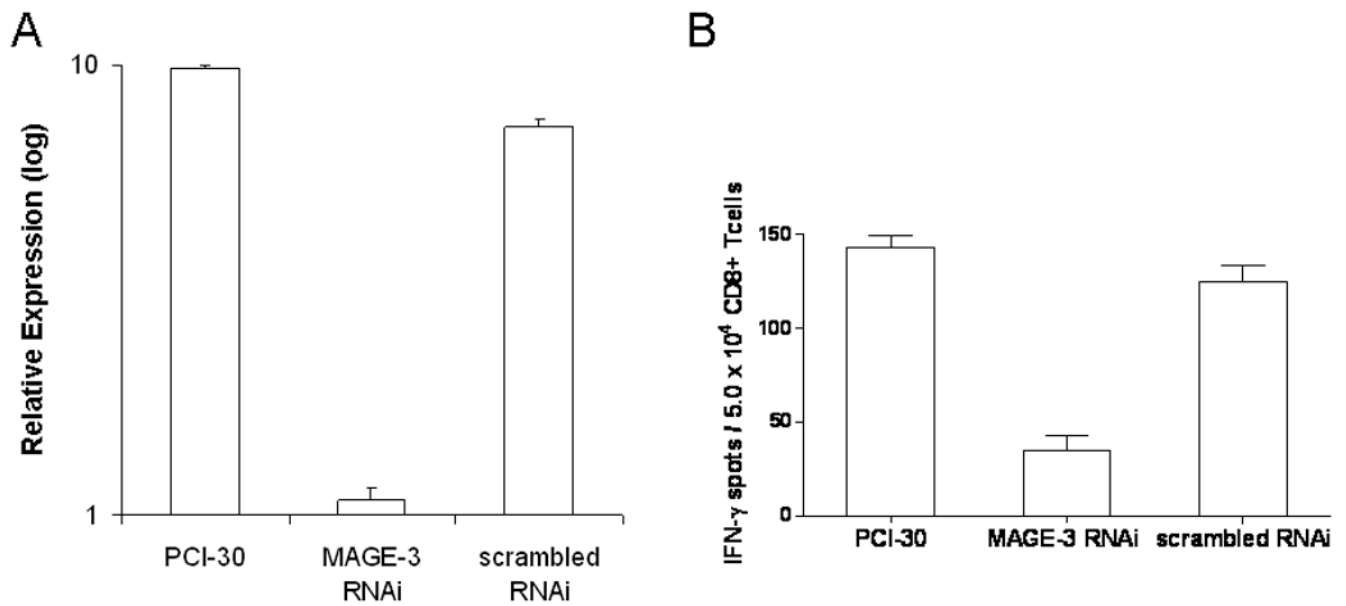 A
10
Relative Expression (log)
1
PCI-30
MAGE-3
RNAi
scrambled
RNAi
B
IFN-γ spots / 5.0 x 10⁴ CD8+ Tcells
150
100
50
0
PCI-30
MAGE-3 RNAi
scrambled RNAi